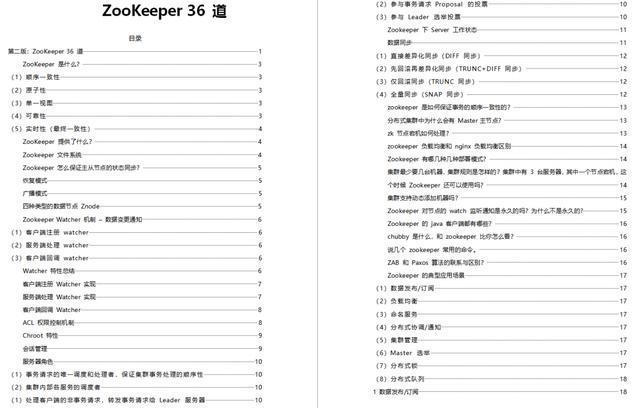 ZooKeeper 36 道
目录
第二版：ZooKeeper 36 道 1
ZooKeeper 是什么？ 3
（1）顺序一致性 3
（2）原子性 3
（3）单一视图 3
（4）可靠性 3
（5）实时性（最终一致性） 4
ZooKeeper 提供了什么？ 4
Zookeeper 文件系统 4
Zookeeper 怎么保证主从节点的状态同步？ 5
恢复模式 5
广播模式 5
四种类型的数据节点 Znode 5
Zookeeper Watcher 机制 – 数据变更通知 6
（1）客户端注册 watcher 6
（2）服务端处理 watcher 6
（3）客户端回调 watcher 6
Watcher 特性总结 6
客户端注册 Watcher 实现 7
服务端处理 Watcher 实现 7
客户端回调 Watcher 8
ACL 权限控制机制 8
Chroot 特性 9
会话管理 9
服务器角色 10
（1）事务请求的唯一调度和处理者，保证集群事务处理的顺序性 10
（2）集群内部各服务的调度者 10
（1）处理客户端的非事务请求，转发事务请求给 Leader 服务器 10
（2）参与事务请求 Proposal 的投票 10
（3）参与 Leader 选举投票 10
Zookeeper 下 Server 工作状态 11
数据同步 11
（1）直接差异化同步（DIFF 同步） 12
（2）先回滚再差异化同步（TRUNC+DIFF 同步） 12
（3）仅回滚同步（TRUNC 同步） 12
（4）全量同步（SNAP 同步） 12
zookeeper 是如何保证事务的顺序一致性的？ 13
分布式集群中为什么会有 Master 主节点？ 13
zk 节点宕机如何处理？ 13
zookeeper 负载均衡和 nginx 负载均衡区别 14
Zookeeper 有哪几种几种部署模式？ 14
集群最少要几台机器，集群规则是怎样的？集群中有 3 台服务器，其中一个节点宕机，这
个时候 Zookeeper 还可以使用吗？ 14
集群支持动态添加机器吗？ 15
Zookeeper 对节点的 watch 监听通知是永久的吗？为什么不是永久的？ 15
Zookeeper 的 java 客户端都有哪些？ 16
chubby 是什么，和 zookeeper 比你怎么看？ 16
说几个 zookeeper 常用的命令。 16
ZAB 和 Paxos 算法的联系与区别？ 16
Zookeeper 的典型应用场景 17
（1）数据发布/订阅 17
（2）负载均衡 17
（3）命名服务 17
（4）分布式协调/通知 17
（5）集群管理 17
（6）Master 选举 17
（7）分布式锁 17
（8）分布式队列 18
1 数据发布/订阅 18